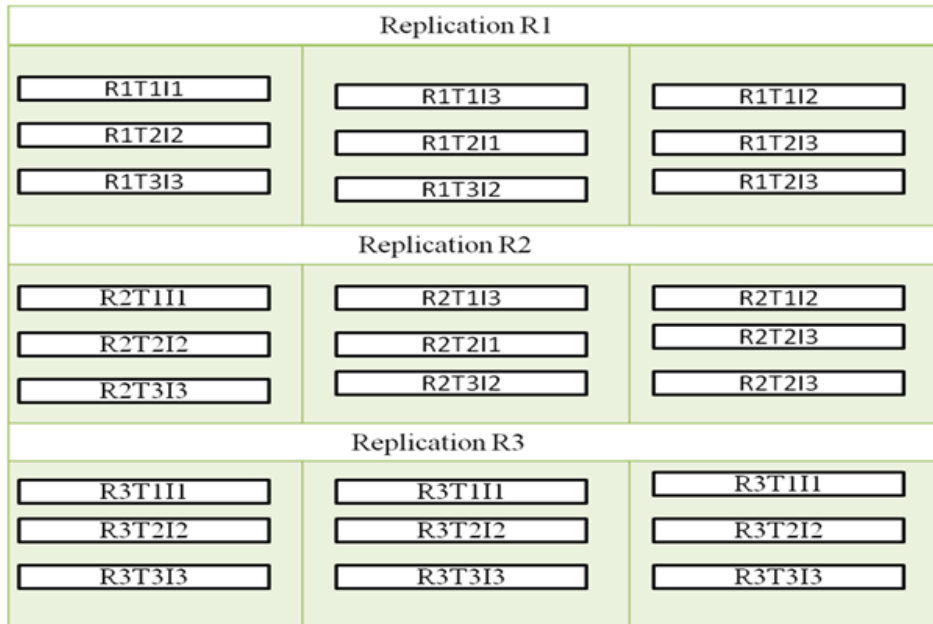 Replication R1
R1T1I1
R1T2I2
R1T3I3
R1T1I3
R1T2I1
R1T3I2
R1T1I2
R1T2I3
R1T2I3
Replication R2
R2T1I1
R2T2I2
R2T3I3
R2T1I3
R2T2I1
R2T3I2
R2T1I2
R2T2I3
R2T2I3
Replication R3
R3T1I1
R3T2I2
R3T3I3
R3T1I1
R3T2I2
R3T3I3
R3T1I1
R3T2I2
R3T3I3